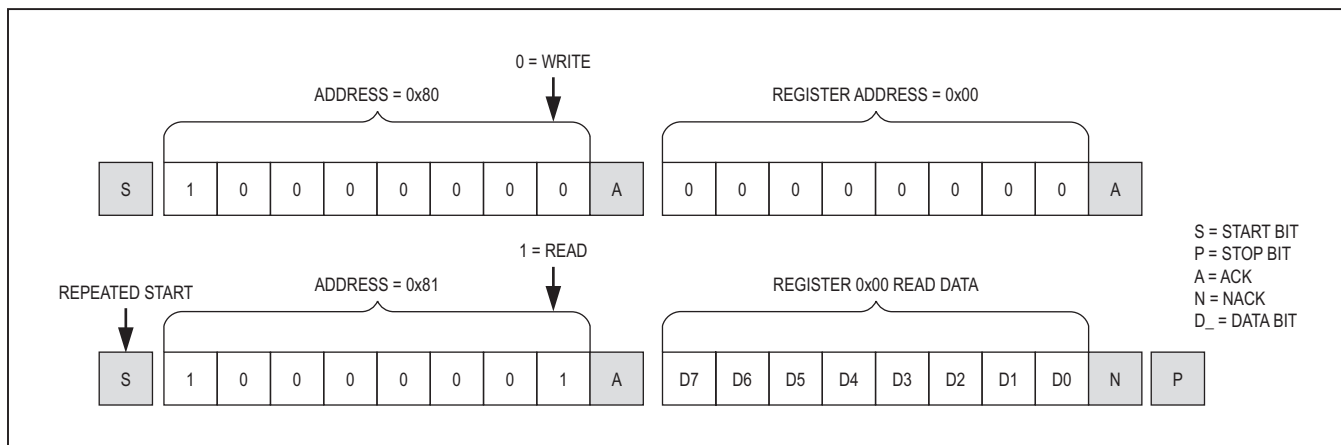 0 = WRITE
ADDRESS = 0x80 REGISTER ADDRESS = 0x00
S 1 0 0 0 0 0 0 0 A 0 0 0 0 0 0 0 0 A
S = START BIT
P = STOP BIT
A = ACK
N = NACK
D_ = DATA BIT
1 = READ
REPEATED START ADDRESS = 0x81 REGISTER 0x00 READ DATA
S 1 0 0 0 0 0 0 1 A D7 D6 D5 D4 D3 D2 D1 D0 N P